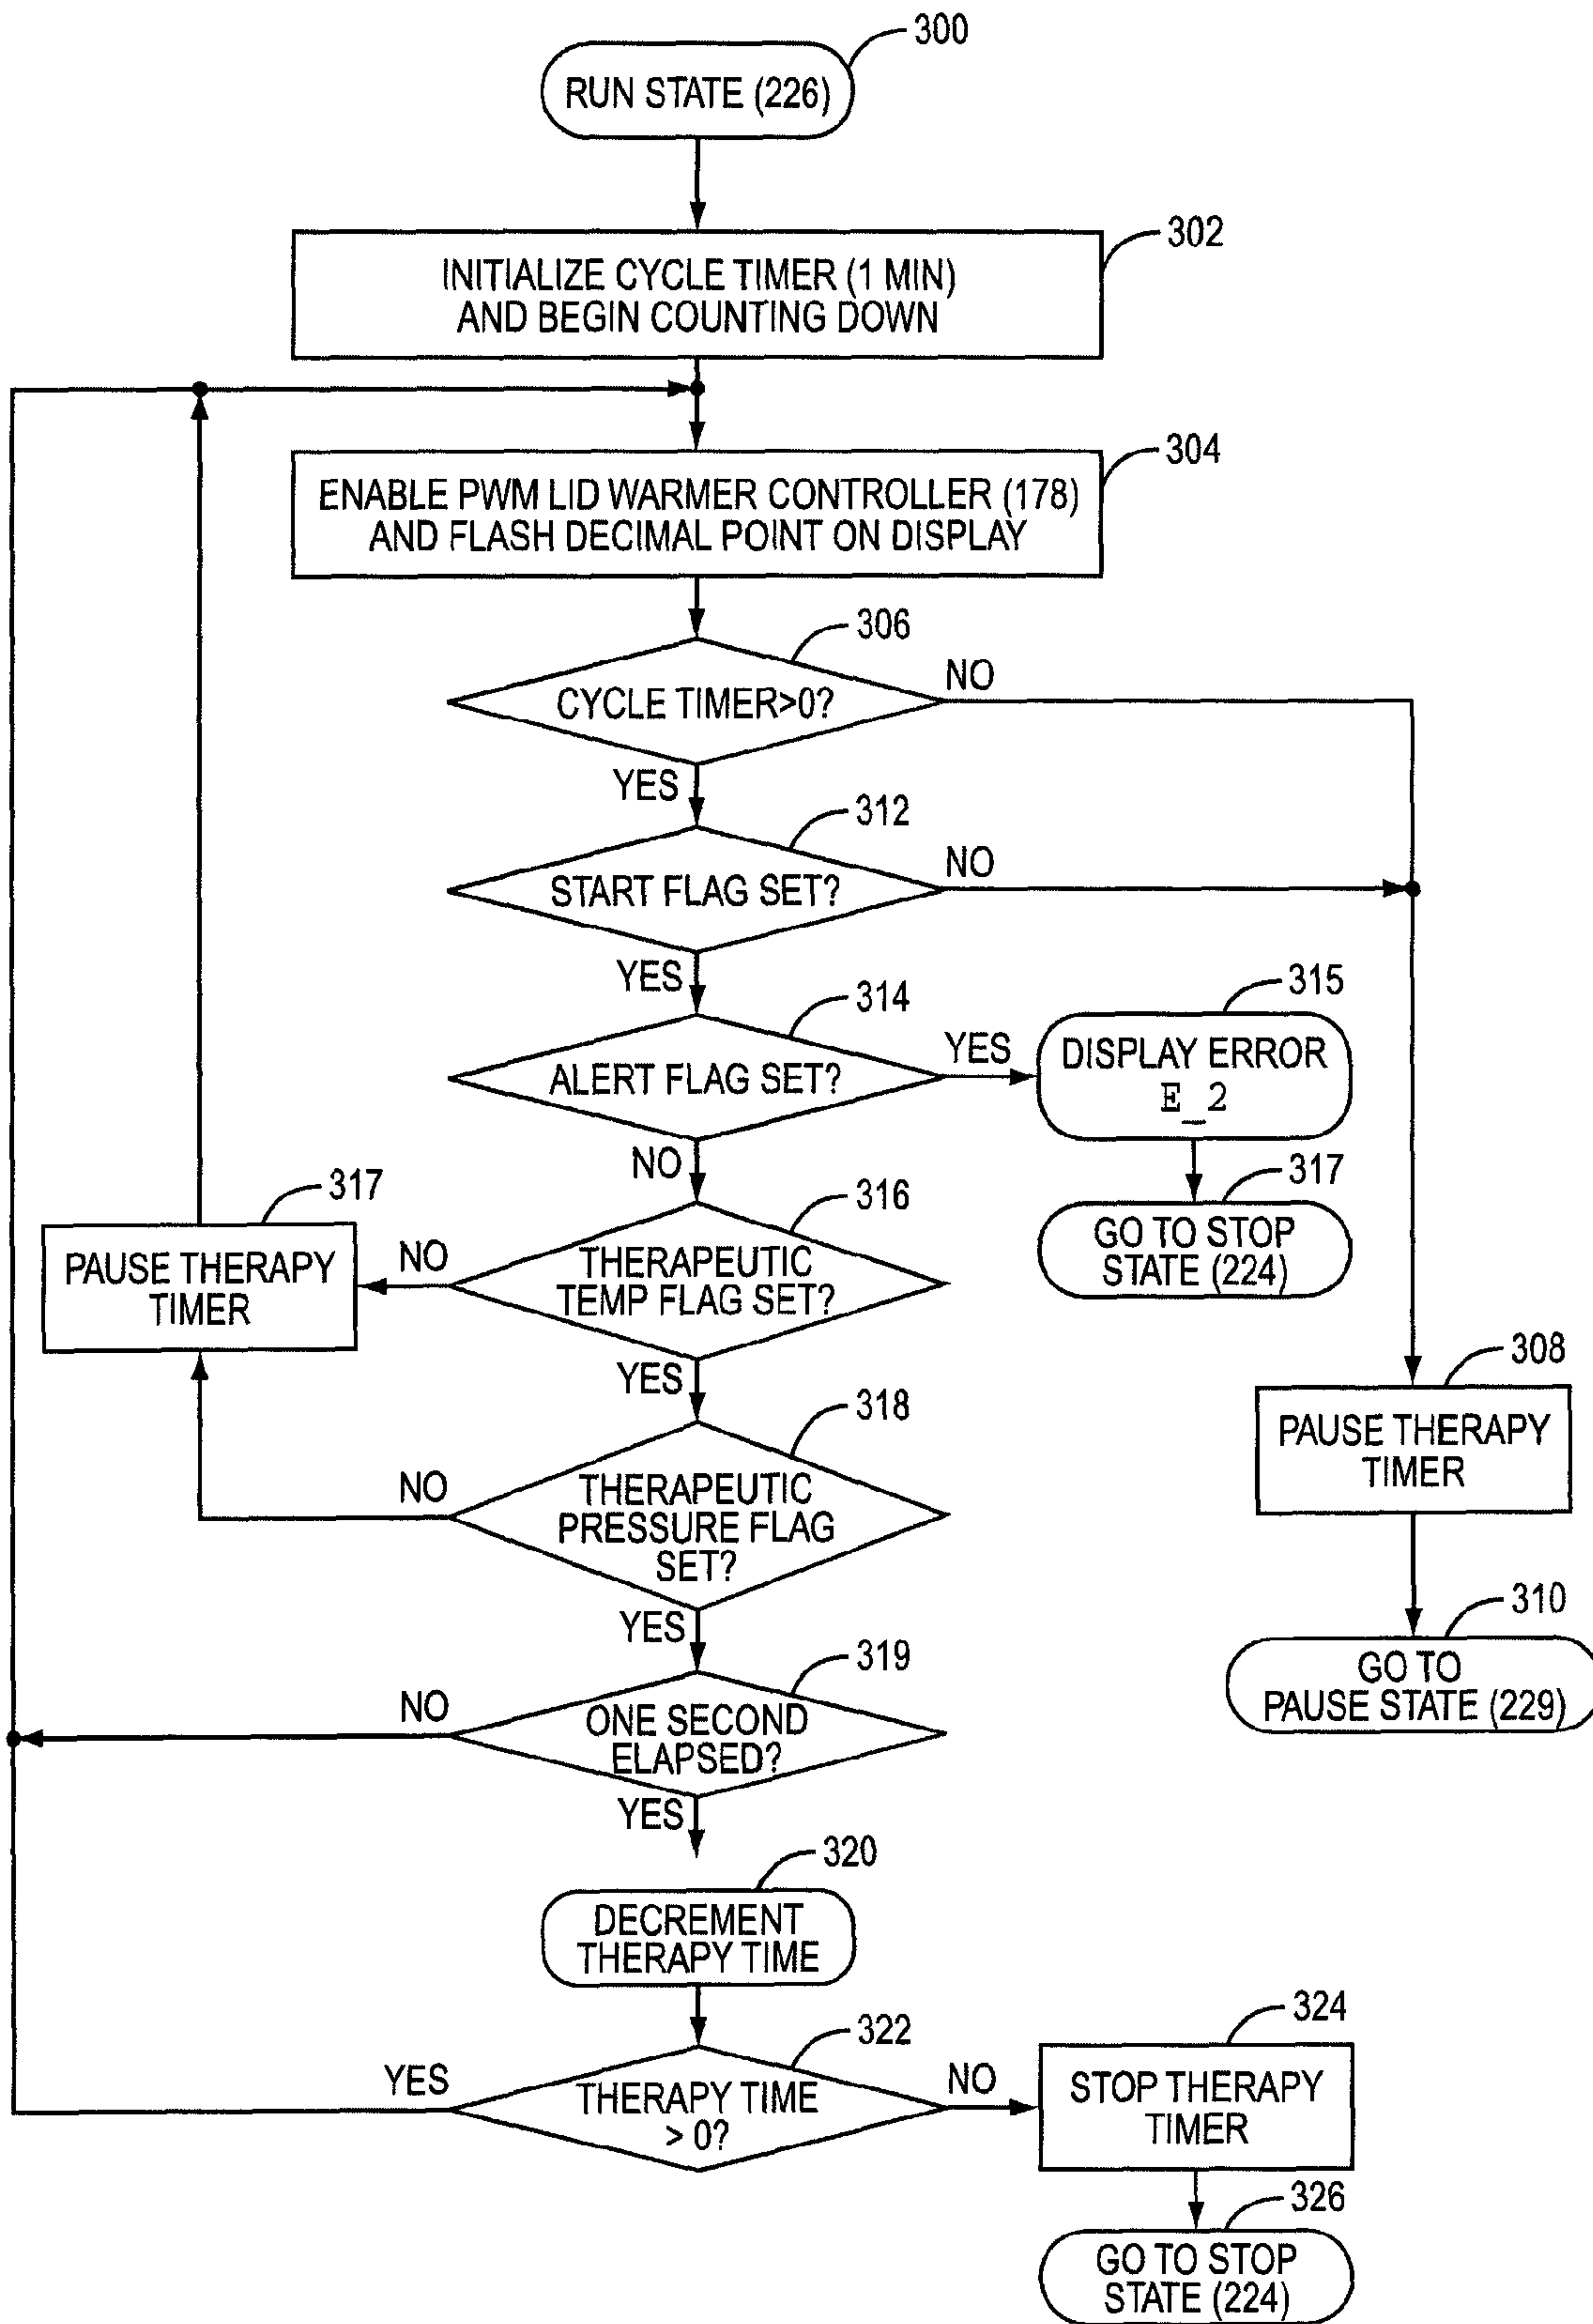 300
RUN STATE (226)
302
INITIALIZE CYCLE TIMER (1 MIN)
AND BEGIN COUNTING DOWN
304
ENABLE PWM LID WARMER CONTROLLER (178)
AND FLASH DECIMAL POINT ON DISPLAY
306
CYCLE TIMER>0?
NO
YES
312
START FLAG SET?
NO
YES
314
ALERT FLAG SET?
YES
315
DISPLAY ERROR
E_2
NO
317
GO TO STOP
STATE (224)
316
THERAPEUTIC
TEMP FLAG SET?
NO
317
PAUSE THERAPY
TIMER
YES
318
THERAPEUTIC
PRESSURE FLAG
SET?
NO
308
PAUSE THERAPY
TIMER
310
GO TO
PAUSE STATE (229)
YES
319
ONE SECOND
ELAPSED?
NO
YES
320
DECREMENT
THERAPY TIME
322
THERAPY TIME
> 0?
YES
NO
324
STOP THERAPY
TIMER
326
GO TO STOP
STATE (224)